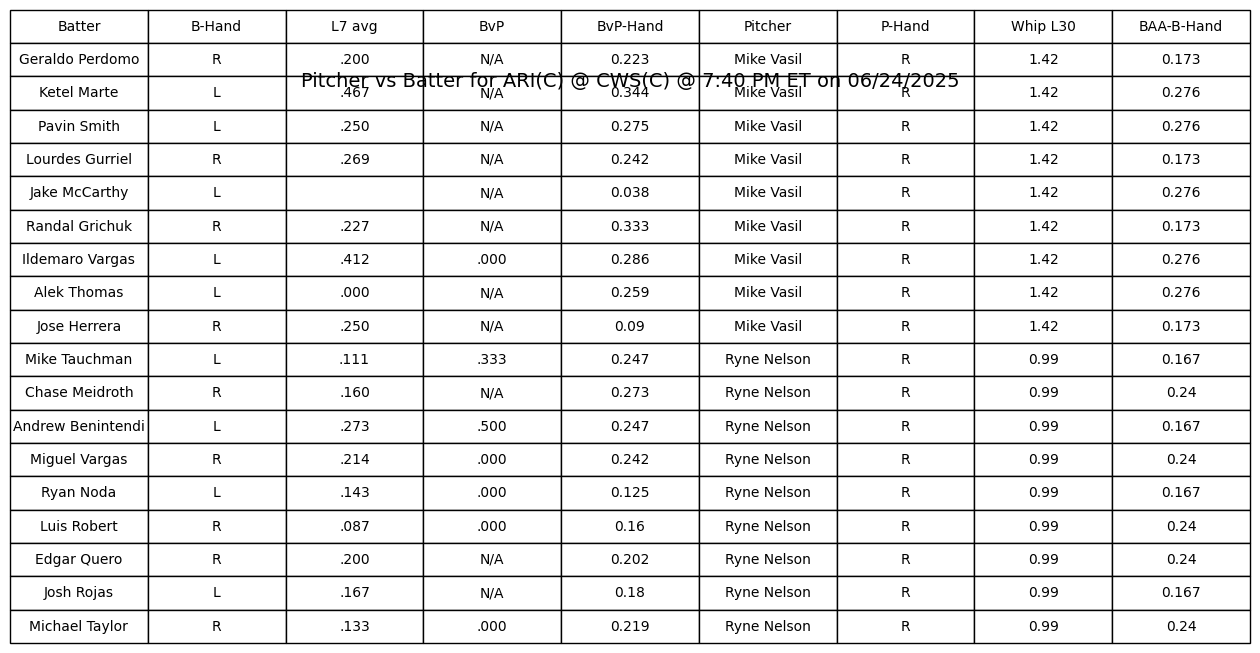 Batter B-Hand L7 avg BvP BvP-Hand Pitcher P-Hand Whip L30 BAA-B-Hand
Geraldo Perdomo R .200 N/A 0.223 Mike Vasil R 1.42 0.173
Pitcher vs Batter for ARI(C) @ CWS(C) @ 7:40 PM ET on 06/24/2025
Ketel Marte L .467 N/A 0.344 Mike Vasil R 1.42 0.276
Pavin Smith L .250 N/A 0.275 Mike Vasil R 1.42 0.276
Lourdes Gurriel R .269 N/A 0.242 Mike Vasil R 1.42 0.173
Jake McCarthy L N/A 0.038 Mike Vasil R 1.42 0.276
Randal Grichuk R .227 N/A 0.333 Mike Vasil R 1.42 0.173
Ildemaro Vargas L .412 .000 0.286 Mike Vasil R 1.42 0.276
Alek Thomas L .000 N/A 0.259 Mike Vasil R 1.42 0.276
Jose Herrera R .250 N/A 0.09 Mike Vasil R 1.42 0.173
Mike Tauchman L .111 .333 0.247 Ryne Nelson R 0.99 0.167
Chase Meidroth R .160 N/A 0.273 Ryne Nelson R 0.99 0.24
Andrew Benintendi L .273 .500 0.247 Ryne Nelson R 0.99 0.167
Miguel Vargas R .214 .000 0.242 Ryne Nelson R 0.99 0.24
Ryan Noda L .143 .000 0.125 Ryne Nelson R 0.99 0.167
Luis Robert R .087 .000 0.16 Ryne Nelson R 0.99 0.24
Edgar Quero R .200 N/A 0.202 Ryne Nelson R 0.99 0.24
Josh Rojas L .167 N/A 0.18 Ryne Nelson R 0.99 0.167
Michael Taylor R .133 .000 0.219 Ryne Nelson R 0.99 0.24